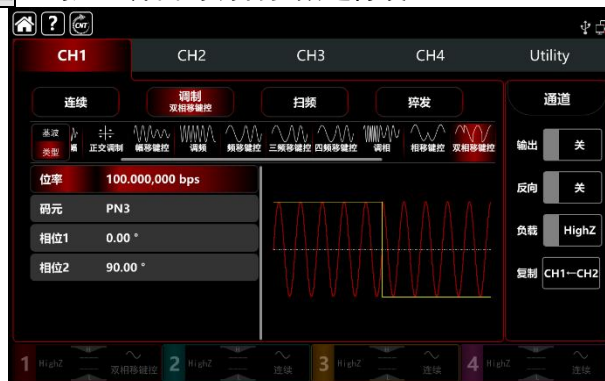 ? CNT
CH1 CH2 CH3 CH4 Utility
连续 调制 扫频 猝发 通道
双相移键控
基波
类型 正交调制 幅移键控 调频 频移键控 三频移键控 四频移键控 调相 相移键控 双相移键控
输出 关
位率 100.000,000 bps
反向 关
码元 PN3
负载 HighZ
相位1 0.00 °
相位2 90.00 °
复制 CH1←CH2
1 HighZ 双相移键控 2 HighZ 连续 3 HighZ 连续 4 HighZ 连续